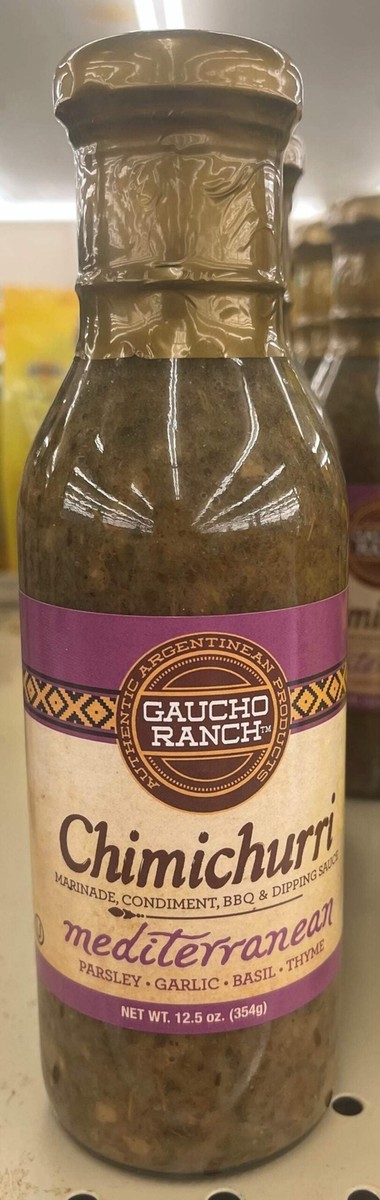 AUTHENTIC ARGENTINEAN PRODUCTS
GAUCHO
RANCH™
Chimichurri
MARINADE, CONDIMENT, BBQ & DIPPING SAUCE
mediterranean
PARSLEY • GARLIC • BASIL • THYME
NET WT. 12.5 oz. (354g)